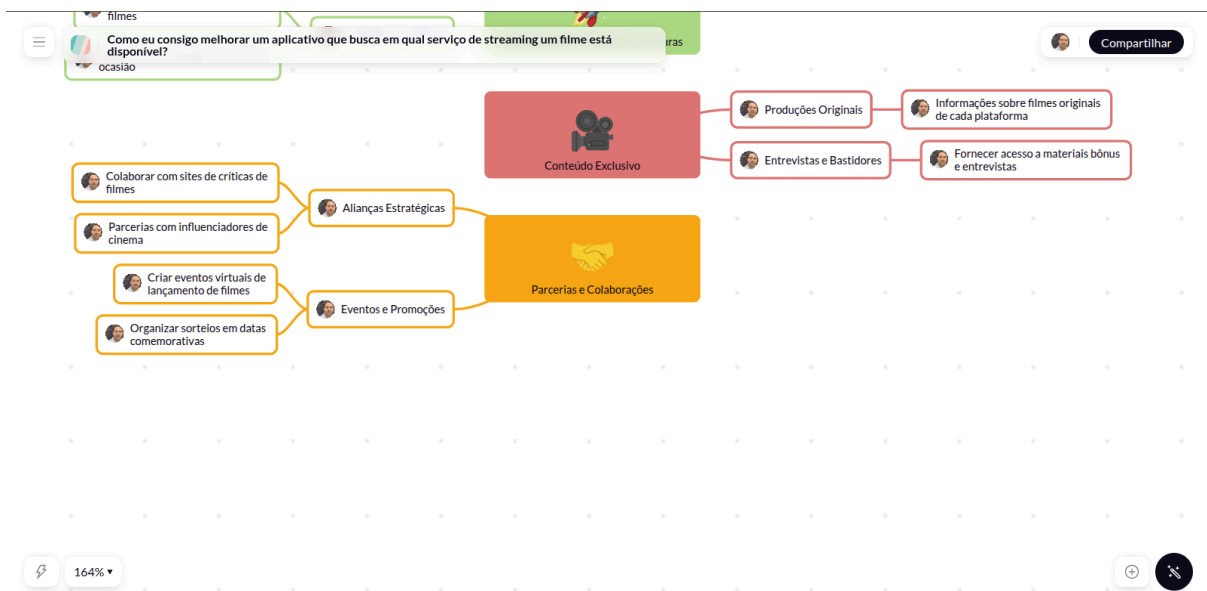 filmes
Como eu consigo melhorar um aplicativo que busca em qual serviço de streaming um filme está
disponível?
uras
Compartilhar
ocasião
Produções Originais
Informações sobre filmes originais
de cada plataforma
Conteúdo Exclusivo
Entrevistas e Bastidores
Fornecer acesso a materiais bônus
e entrevistas
Colaborar com sites de críticas de
filmes
Alianças Estratégicas
Parcerias com influenciadores de
cinema
Criar eventos virtuais de
lançamento de filmes
Parcerias e Colaborações
Eventos e Promoções
Organizar sorteios em datas
comemorativas
164%